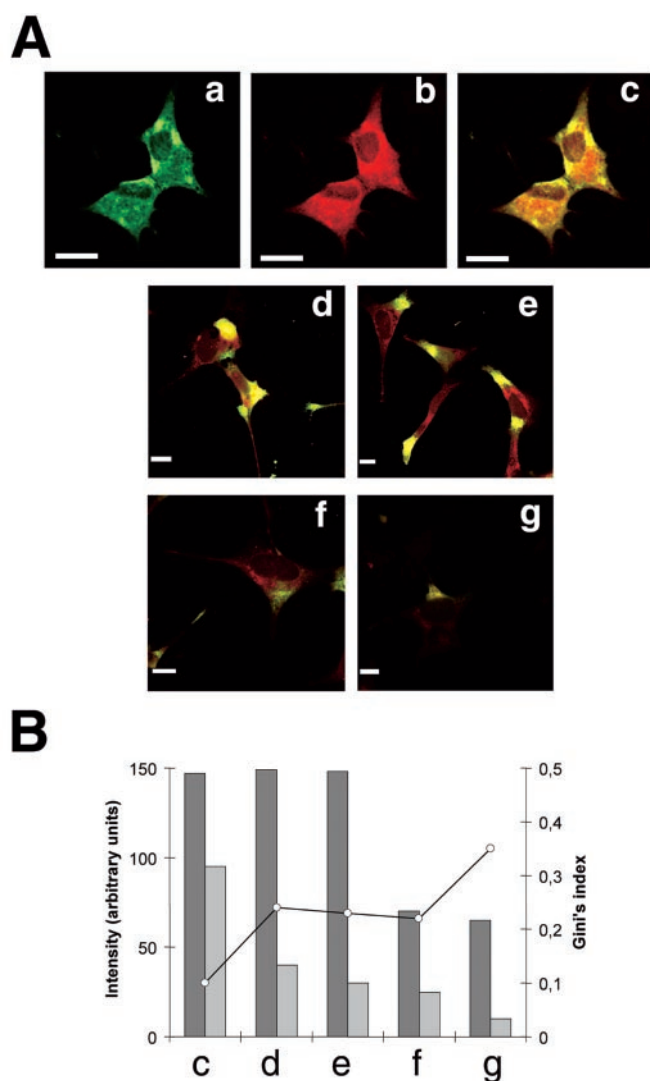 A
a b c
d e
f g
B
Intensity (arbitrary units)
150
100
50
0
0,5
0,4
0,3
0,2
0,1
0
Gini's index
c d e f g